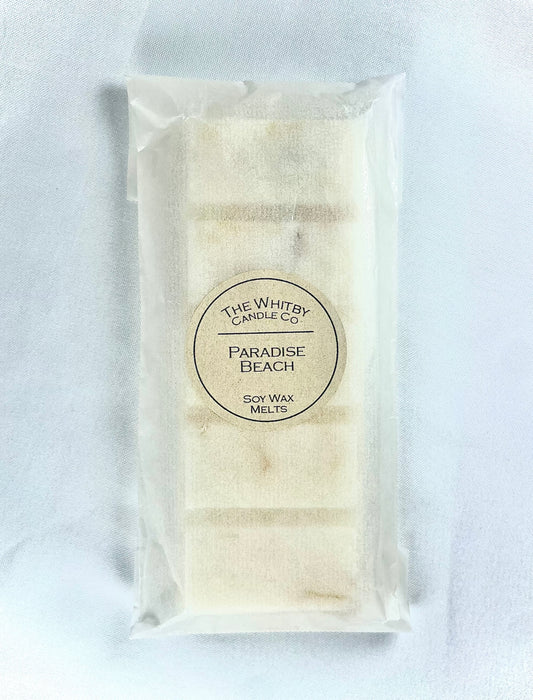 THE WHITBY
CANDLE CO
PARADISE
BEACH
SOY WAX
MELTS